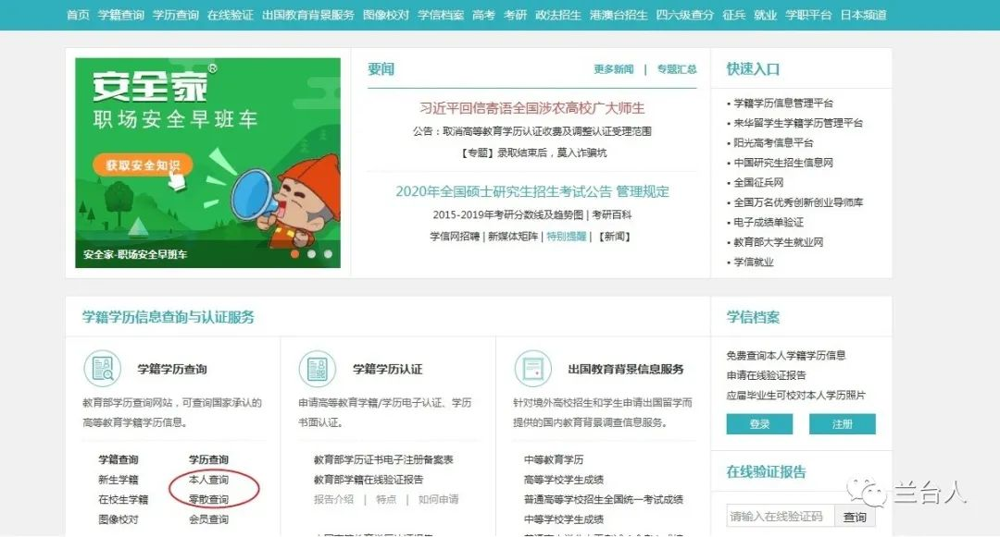 首页 学籍查询 学历查询 在线验证 出国教育背景服务 图像校对 学信档案 高考 考研 政法招生 港澳台招生 四六级查分 征兵 就业 学职平台 日本频道
安全家®
职场安全早班车
获取安全知识
安全家-职场安全早班车
要闻
更多新闻 | 专题汇总
习近平回信寄语全国涉农高校广大师生
公告：取消高等教育学历认证收费及调整认证受理范围
【专题】录取结束后，莫入诈骗坑
2020年全国硕士研究生招生考试公告 管理规定
2015-2019年考研分数线及趋势图 | 考研百科
学信网招聘 | 新媒体矩阵 | 特别提醒 | 【新闻】
快速入口
• 学籍学历信息管理平台
• 来华留学生学籍学历管理平台
• 阳光高考信息平台
• 中国研究生招生信息网
• 全国征兵网
• 全国万名优秀创新创业导师库
• 电子成绩单验证
• 教育部大学生就业网
• 学信就业
学籍学历信息查询与认证服务
学籍学历查询
教育部学历查询网站，可查询国家承认的
高等教育学籍学历信息。
学籍查询 学历查询
新生学籍 本人查询
在校生学籍 零散查询
图像校对 会员查询
学籍学历认证
申请高等教育学籍/学历电子认证、学历
书面认证。
教育部学历证书电子注册备案表
教育部学籍在线验证报告
报告介绍 | 特点 | 如何申请
出国教育背景信息服务
针对境外高校招生和学生申请出国留学而
提供的国内教育背景调查信息服务。
中等教育学历
高等学校学生成绩
普通高等学校招生全国统一考试成绩
中等学校学生成绩
学信档案
免费查询本人学籍学历信息
申请在线验证报告
应届毕业生可校对本人学历照片
登录 注册
在线验证报告
请输入在线验证码 查询
兰台人